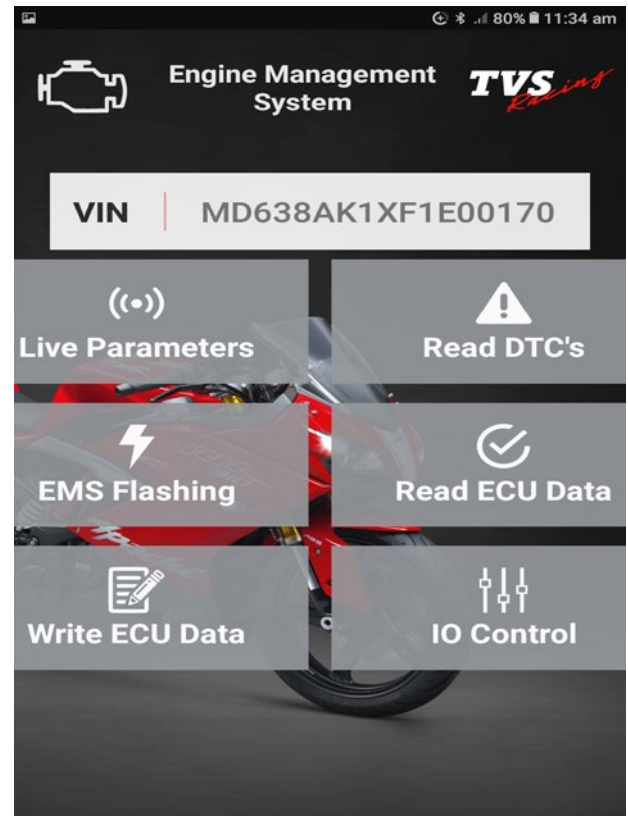 80% 11:34 am
Engine Management
System
TVS
Racing
VIN MD638AK1XF1E00170
Live Parameters
Read DTC's
EMS Flashing
Read ECU Data
Write ECU Data
IO Control